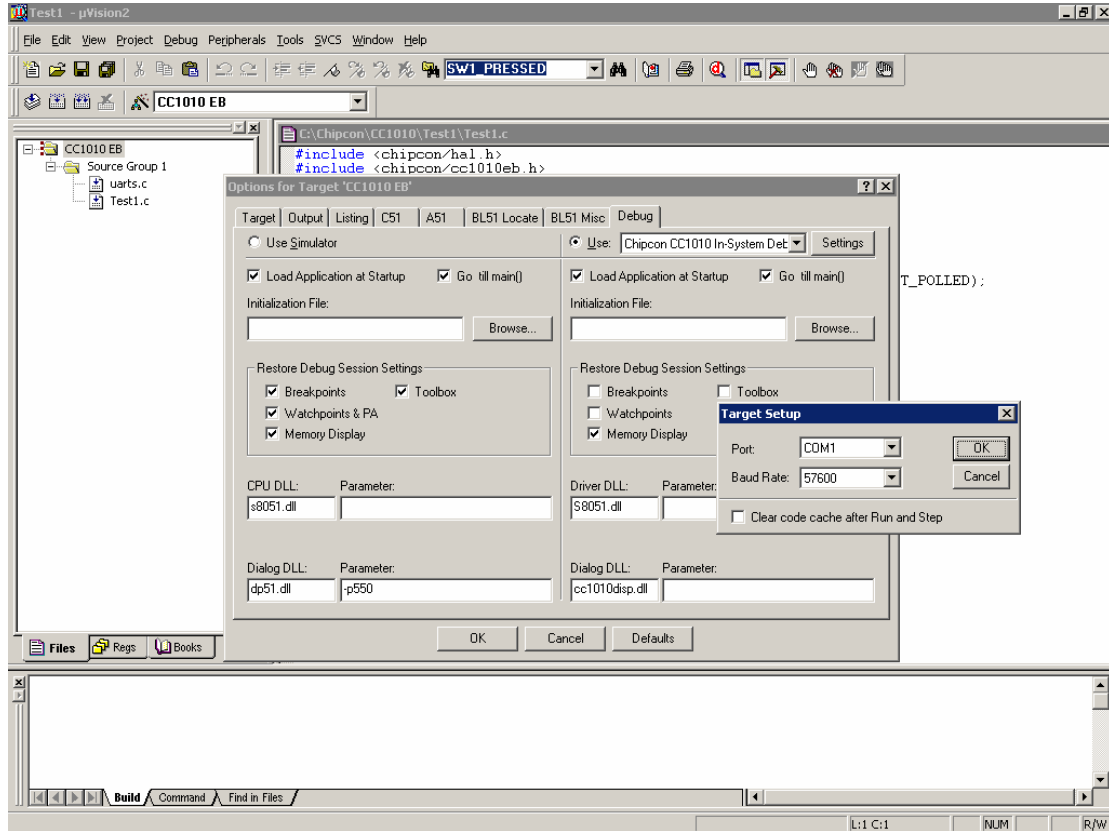 Test1 - µVision2
File Edit View Project Debug Peripherals Tools SVCS Window Help
SW1_PRESSED
CC1010 EB
CC1010 EB
Source Group 1
uarts.c
Test1.c
C:\Chipcon\CC1010\Test1\Test1.c
#include <chipcon/hal.h>
#include <chipcon/cc1010eb.h>
T_POLLED);
Options for Target 'CC1010 EB'
Target Output Listing C51 A51 BL51 Locate BL51 Misc Debug
Use Simulator
Use: Chipcon CC1010 In-System Det Settings
Load Application at Startup Go till main()
Load Application at Startup Go till main()
Initialization File:
Initialization File:
Browse...
Browse...
Restore Debug Session Settings
Breakpoints Toolbox
Watchpoints & PA
Memory Display
Restore Debug Session Settings
Breakpoints Toolbox
Watchpoints
Memory Display
Target Setup
Port: COM1 OK
Baud Rate: 57600 Cancel
Clear code cache after Run and Step
CPU DLL: Parameter:
s8051.dll
Driver DLL: Parameter:
S8051.dll
Dialog DLL: Parameter:
dp51.dll -p550
Dialog DLL: Parameter:
cc1010disp.dll
OK Cancel Defaults
Files Regs Books
Build Command Find in Files
L:1 C:1 NUM R/W